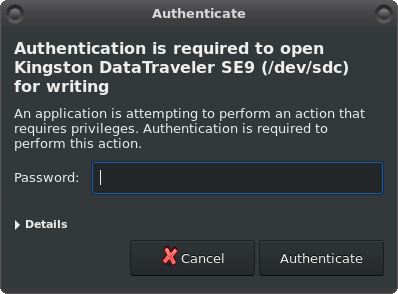 Authenticate
Authentication is required to open
Kingston DataTraveler SE9 (/dev/sdc)
for writing
An application is attempting to perform an action that
requires privileges. Authentication is required to
perform this action.
Password:
Details
Cancel
Authenticate